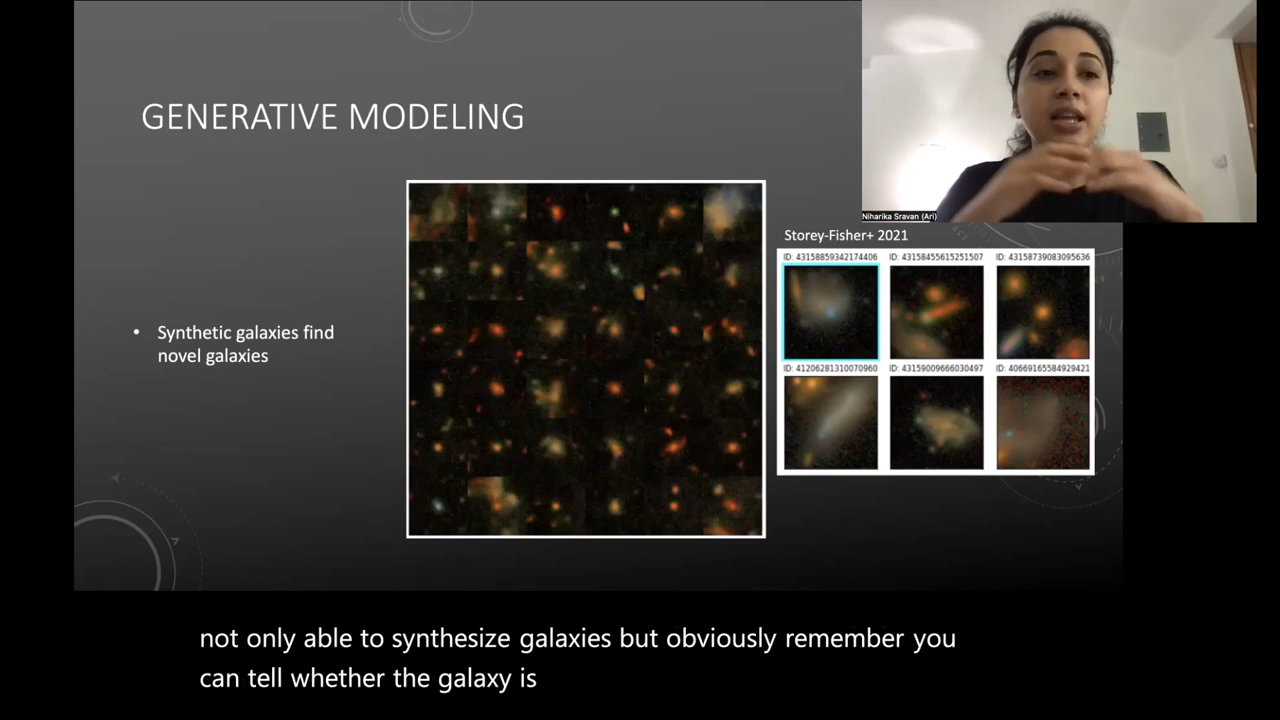 GENERATIVE MODELING
Niharika Sravan (Ari)
Storey-Fisher+ 2021
ID: 43158859342174406 ID: 43158455615251507 ID: 43158739083095636
ID: 41206281310070960 ID: 43159009666030497 ID: 40669165584929421
• Synthetic galaxies find
novel galaxies
not only able to synthesize galaxies but obviously remember you
can tell whether the galaxy is